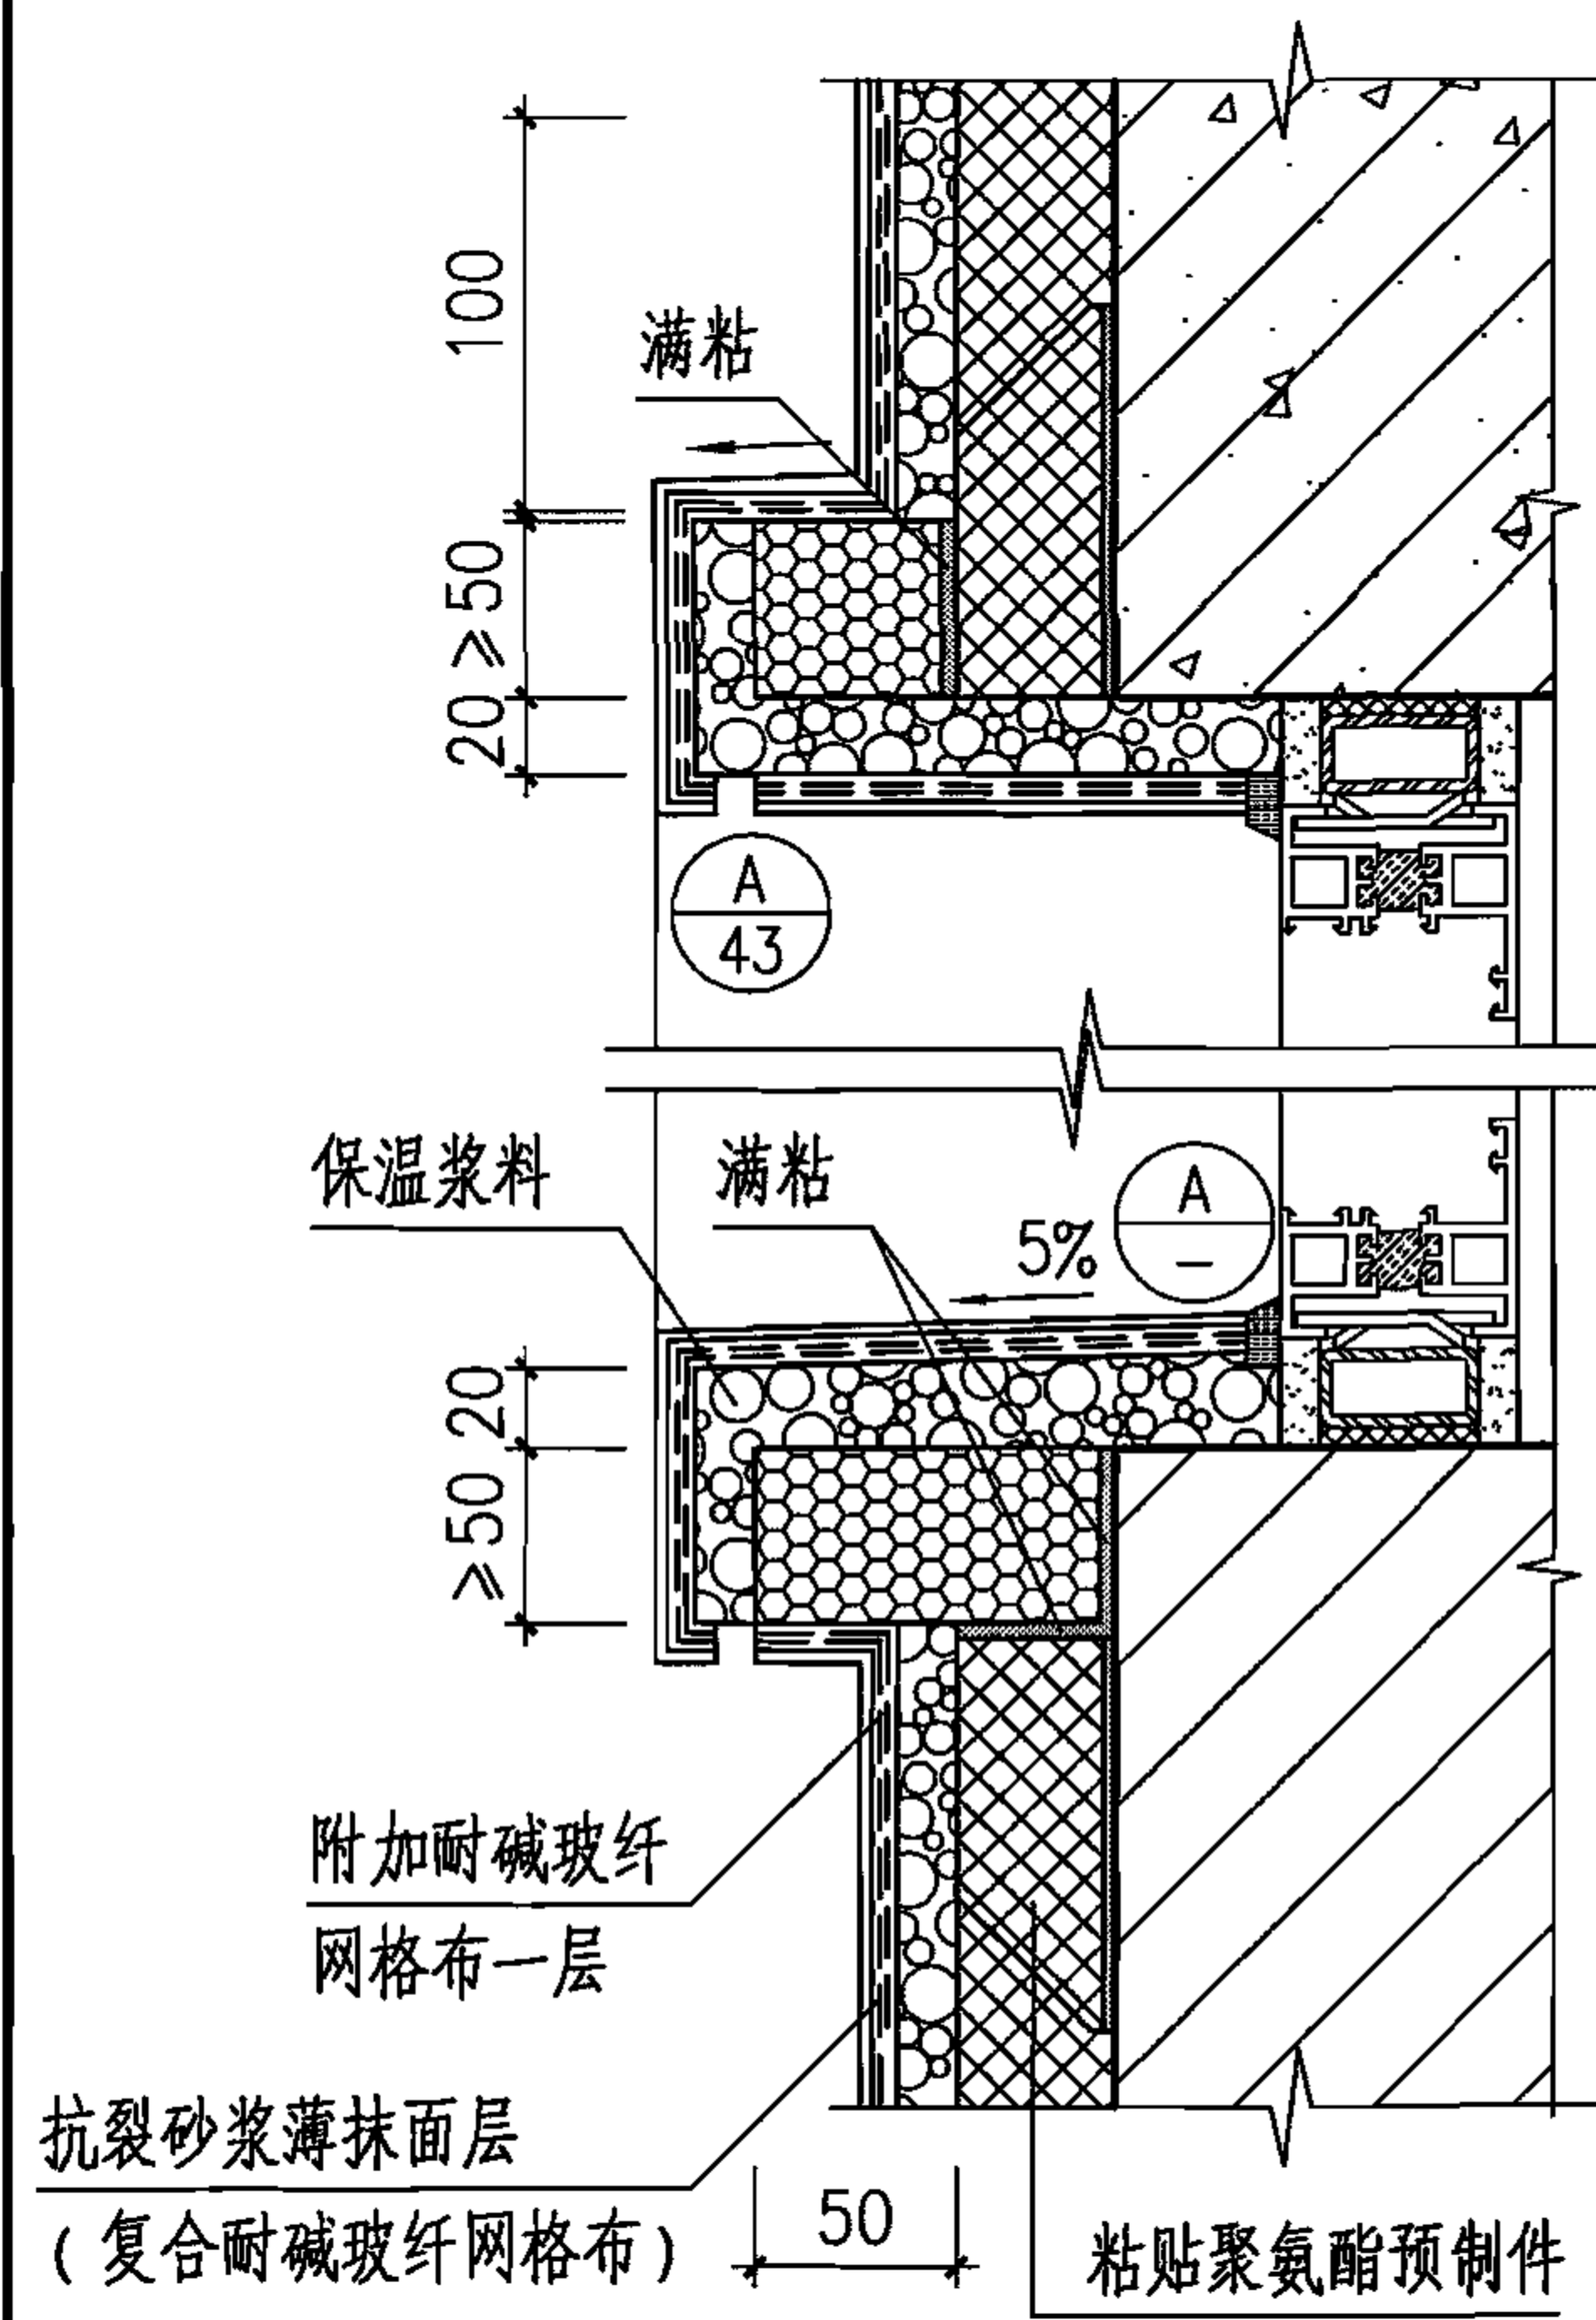 100
满粘
≥50
20
A
43
保温浆料
满粘
A
—
5%
20
≥50
附加耐碱玻纤
网格布一层
抗裂砂浆薄抹面层
(复合耐碱玻纤网格布)
50
粘贴聚氨酯预制件